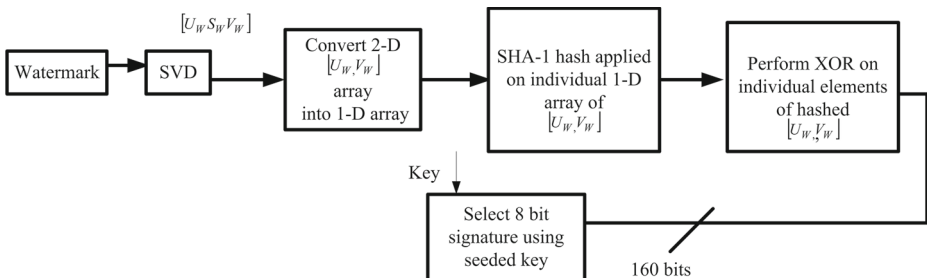 [U_W S_W V_W]
Watermark
SVD
Convert 2-D
⌊U_W, V_W⌋
array
into 1-D array
SHA-1 hash applied
on individual 1-D
array of
⌊U_W, V_W⌋
Perform XOR on
individual elements
of hashed
⌊U_W, V_W⌋
;
Key
Select 8 bit
signature using
seeded key
160 bits